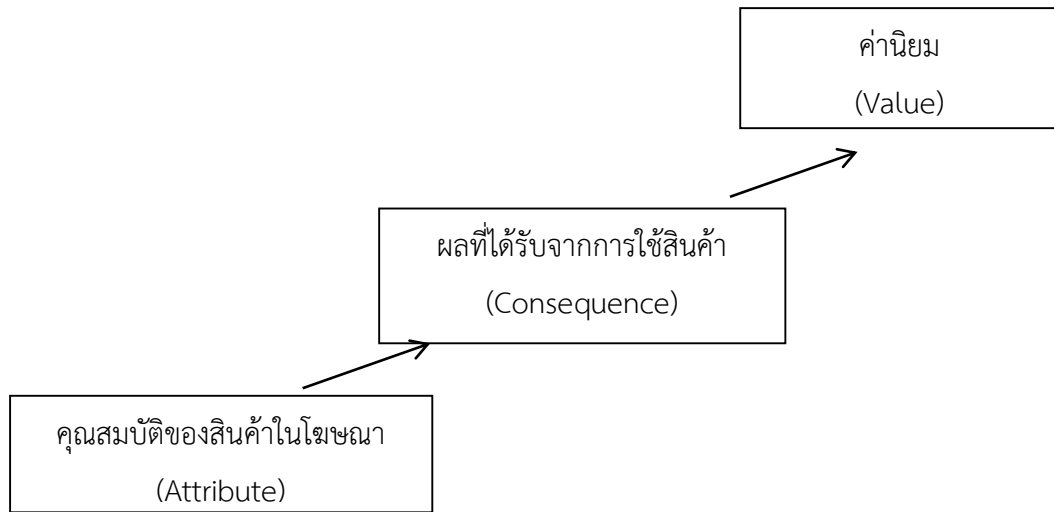 ค่านิยม
(Value)
ผลที่ได้รับจากการใช้สินค้า
(Consequence)
คุณสมบัติของสินค้าในโฆษณา
(Attribute)